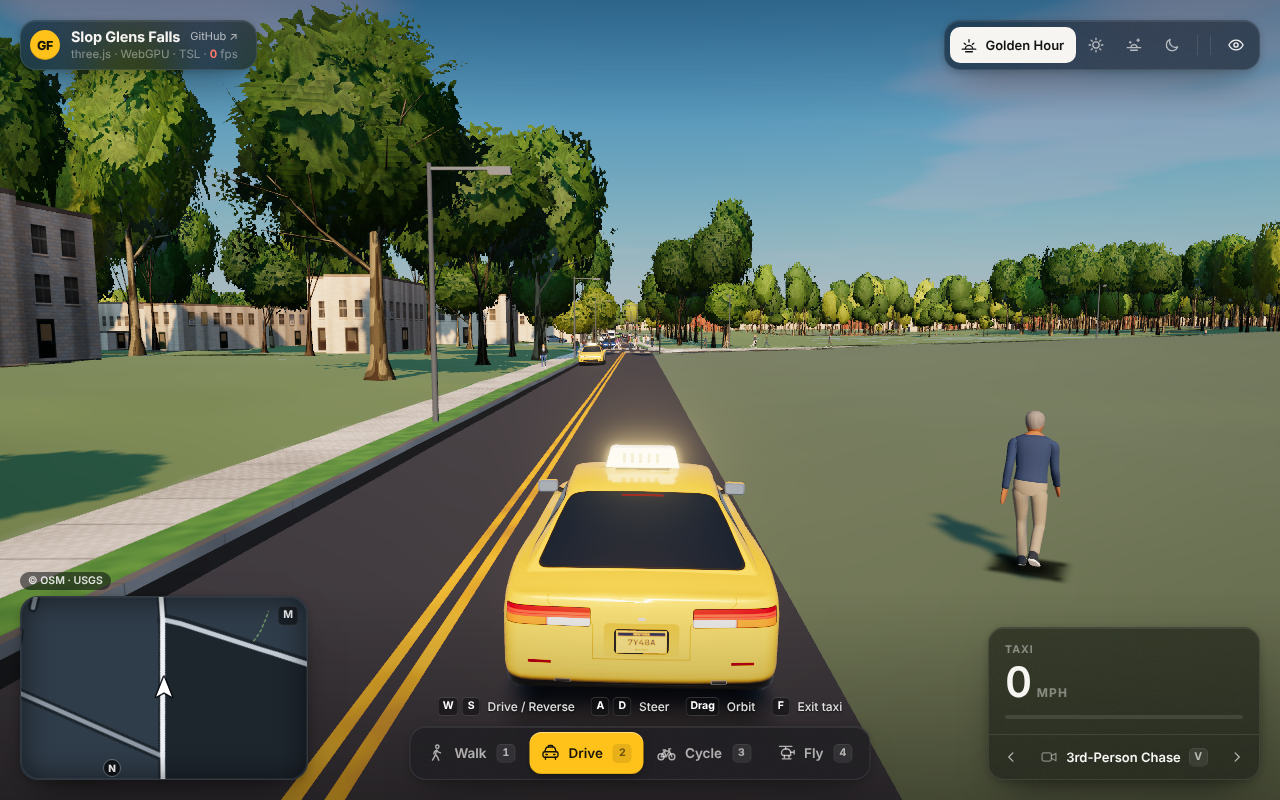 GF
Slop Glens Falls GitHub ↗
three.js · WebGPU · TSL · 0 fps
Golden Hour
7Y48A
© OSM · USGS
M
N
W S Drive / Reverse A D Steer Drag Orbit F Exit taxi
Walk 1 Drive 2 Cycle 3 Fly 4
TAXI
0 MPH
3rd-Person Chase V